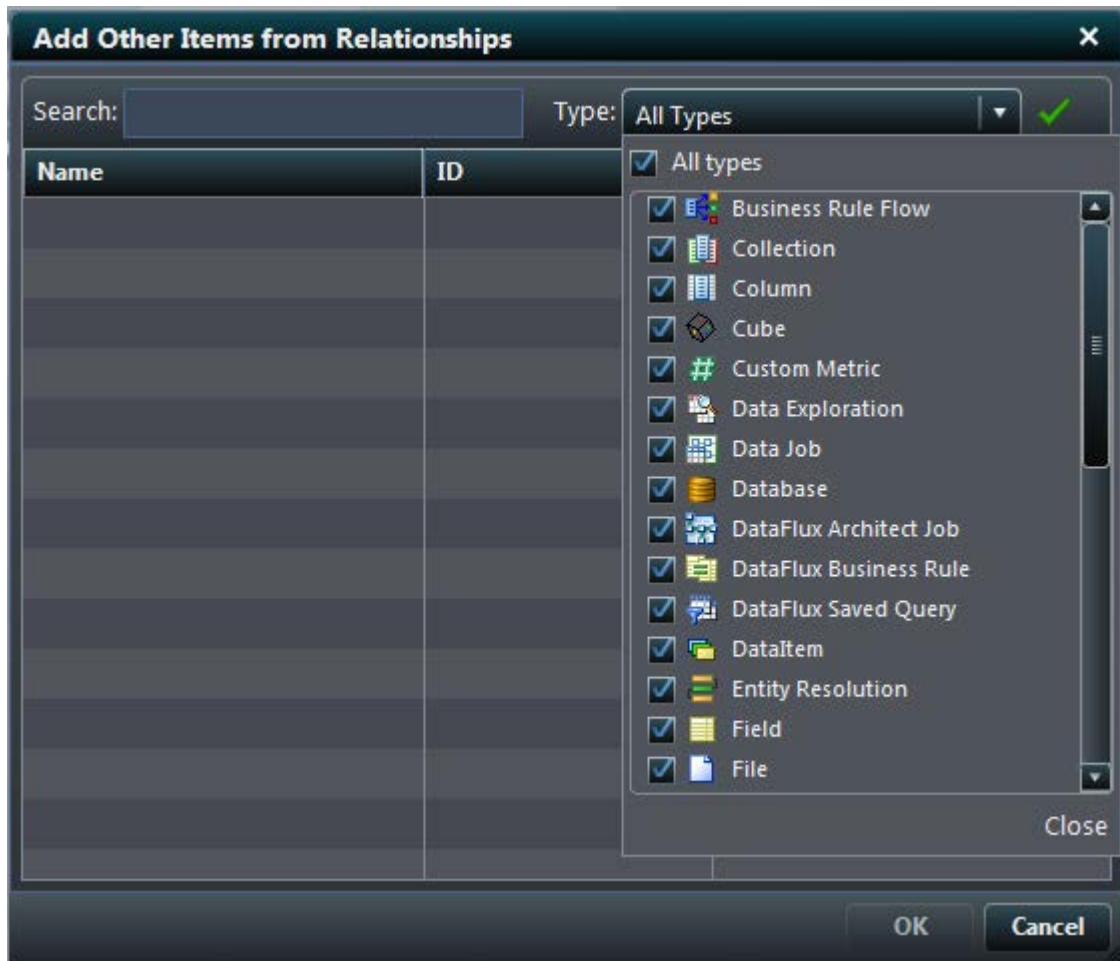 Add Other Items from Relationships
Search: Type: All Types
Name ID
All types
Business Rule Flow
Collection
Column
Cube
Custom Metric
Data Exploration
Data Job
Database
DataFlux Architect Job
DataFlux Business Rule
DataFlux Saved Query
DataItem
Entity Resolution
Field
File
Close
OK Cancel